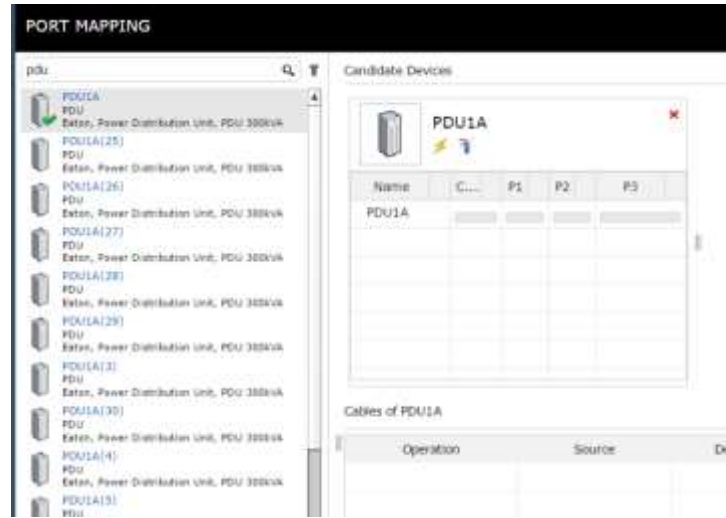 PORT MAPPING
pdu
PDU1A
PDU
Eaton, Power Distribution Unit, PDU 300kVA
PDU1A(25)
PDU
Eaton, Power Distribution Unit, PDU 300kVA
PDU1A(26)
PDU
Eaton, Power Distribution Unit, PDU 300kVA
PDU1A(27)
PDU
Eaton, Power Distribution Unit, PDU 300kVA
PDU1A(28)
PDU
Eaton, Power Distribution Unit, PDU 300kVA
PDU1A(29)
PDU
Eaton, Power Distribution Unit, PDU 300kVA
PDU1A(3)
PDU
Eaton, Power Distribution Unit, PDU 300kVA
PDU1A(30)
PDU
Eaton, Power Distribution Unit, PDU 300kVA
PDU1A(4)
PDU
Eaton, Power Distribution Unit, PDU 300kVA
PDU1A(5)
PDU
Candidate Devices
PDU1A
Name C... P1 P2 P3
PDU1A
Cables of PDU1A
Operation Source De